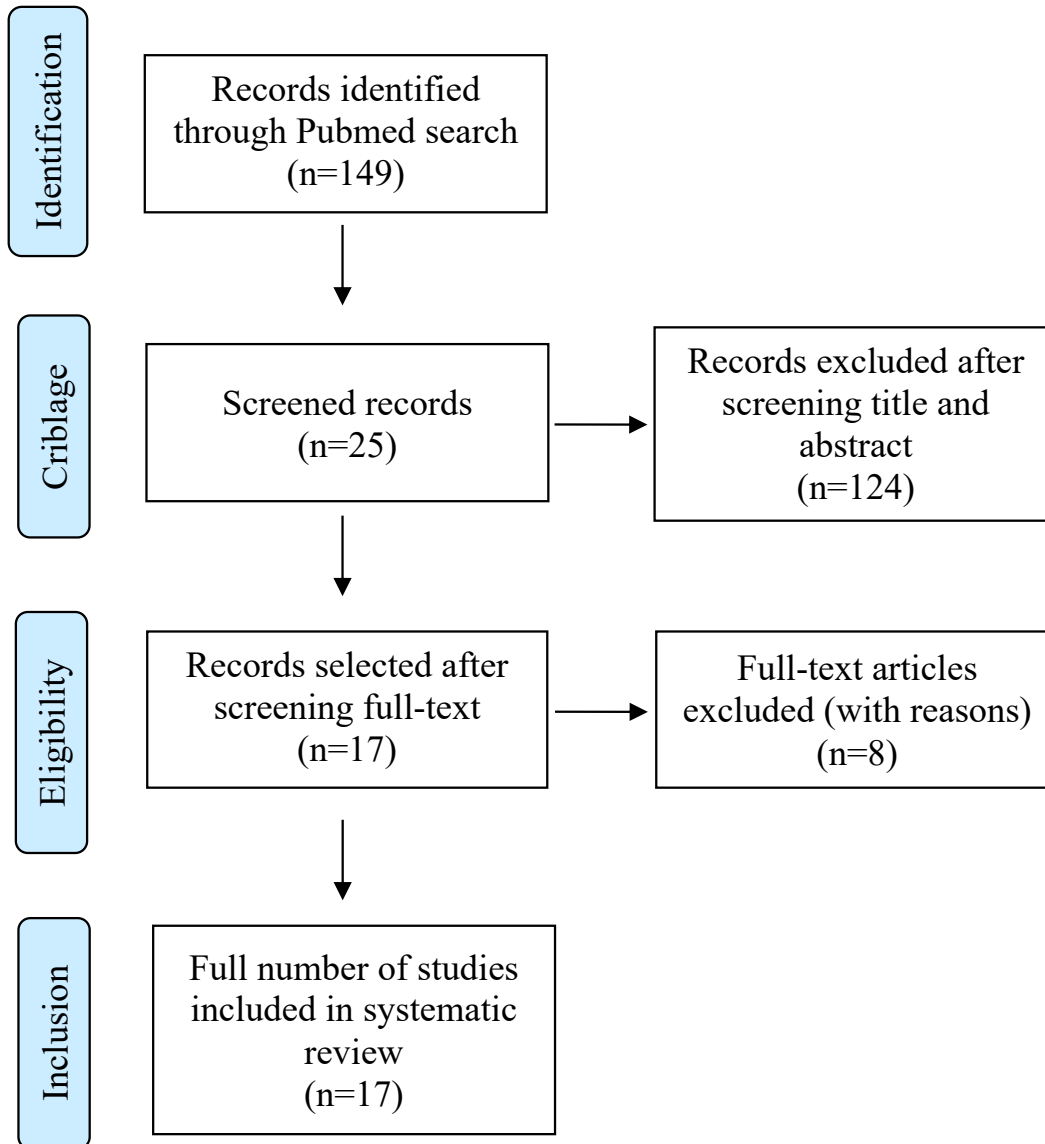 Identification
Records identified
through Pubmed search
(n=149)
Criblage
Screened records
(n=25)
Records excluded after
screening title and
abstract
(n=124)
Eligibility
Records selected after
screening full-text
(n=17)
Full-text articles
excluded (with reasons)
(n=8)
Inclusion
Full number of studies
included in systematic
review
(n=17)